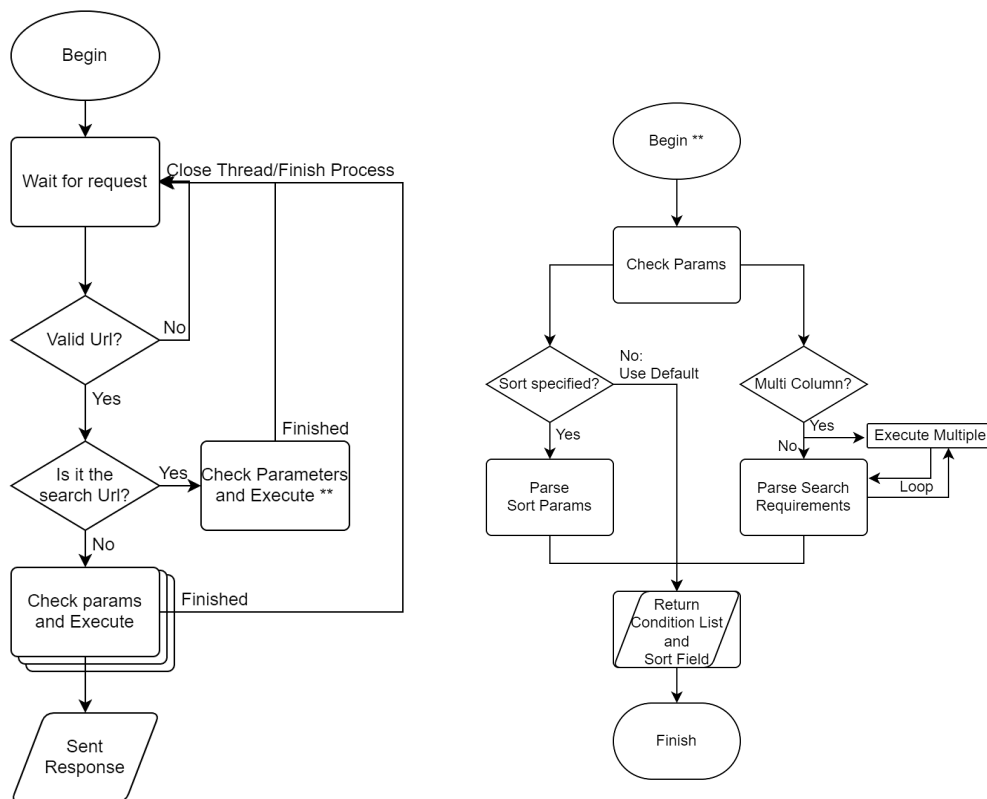 Begin
Wait for request
Close Thread/Finish Process
Valid Url?
No
Yes
Is it the
search Url?
Yes
Finished
Check Parameters
and Execute **
No
Check params
and Execute
Finished
Sent
Response
Begin **
Check Params
Sort specified?
No:
Use Default
Yes
Parse
Sort Params
Multi Column?
Yes
Execute Multiple
No
Loop
Parse Search
Requirements
Return
Condition List
and
Sort Field
Finish